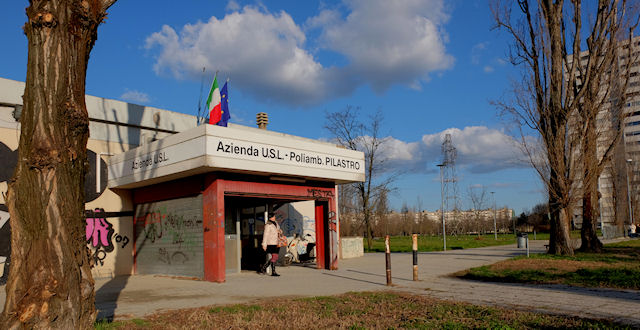 Azienda U.S.L.
Azienda U.S.L. - Poliamb. PILASTRO